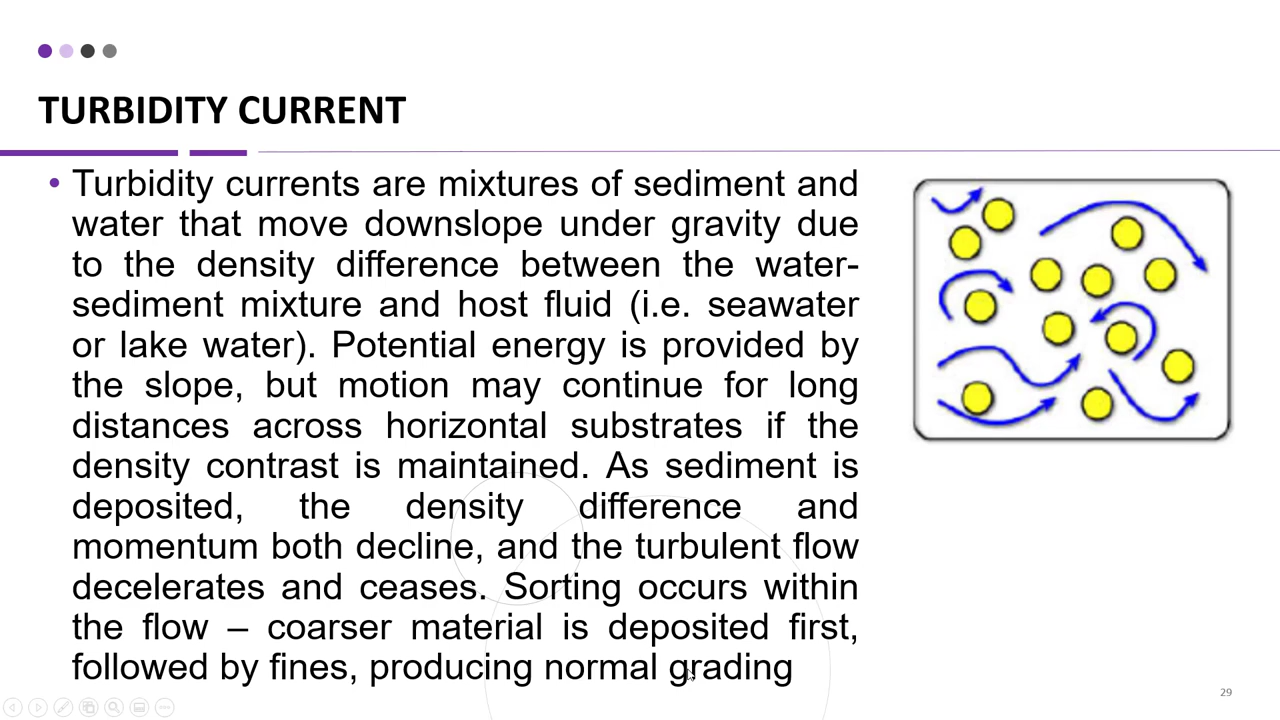 TURBIDITY CURRENT
• Turbidity currents are mixtures of sediment and
water that move downslope under gravity due
to the density difference between the water-
sediment mixture and host fluid (i.e. seawater
or lake water). Potential energy is provided by
the slope, but motion may continue for long
distances across horizontal substrates if the
density contrast is maintained. As sediment is
deposited, the density difference and
momentum both decline, and the turbulent flow
decelerates and ceases. Sorting occurs within
the flow – coarser material is deposited first,
followed by fines, producing normal grading
29